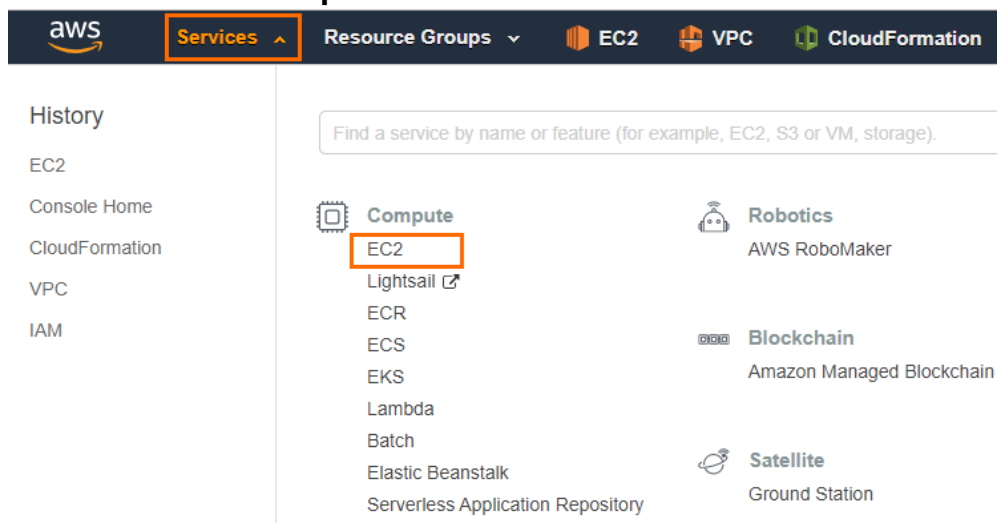 aws Services Resource Groups EC2 VPC CloudFormation
History
EC2
Console Home
CloudFormation
VPC
IAM
Find a service by name or feature (for example, EC2, S3 or VM, storage).
Compute
EC2
Lightsail
ECR
ECS
EKS
Lambda
Batch
Elastic Beanstalk
Serverless Application Repository
Robotics
AWS RoboMaker
Blockchain
Amazon Managed Blockchain
Satellite
Ground Station